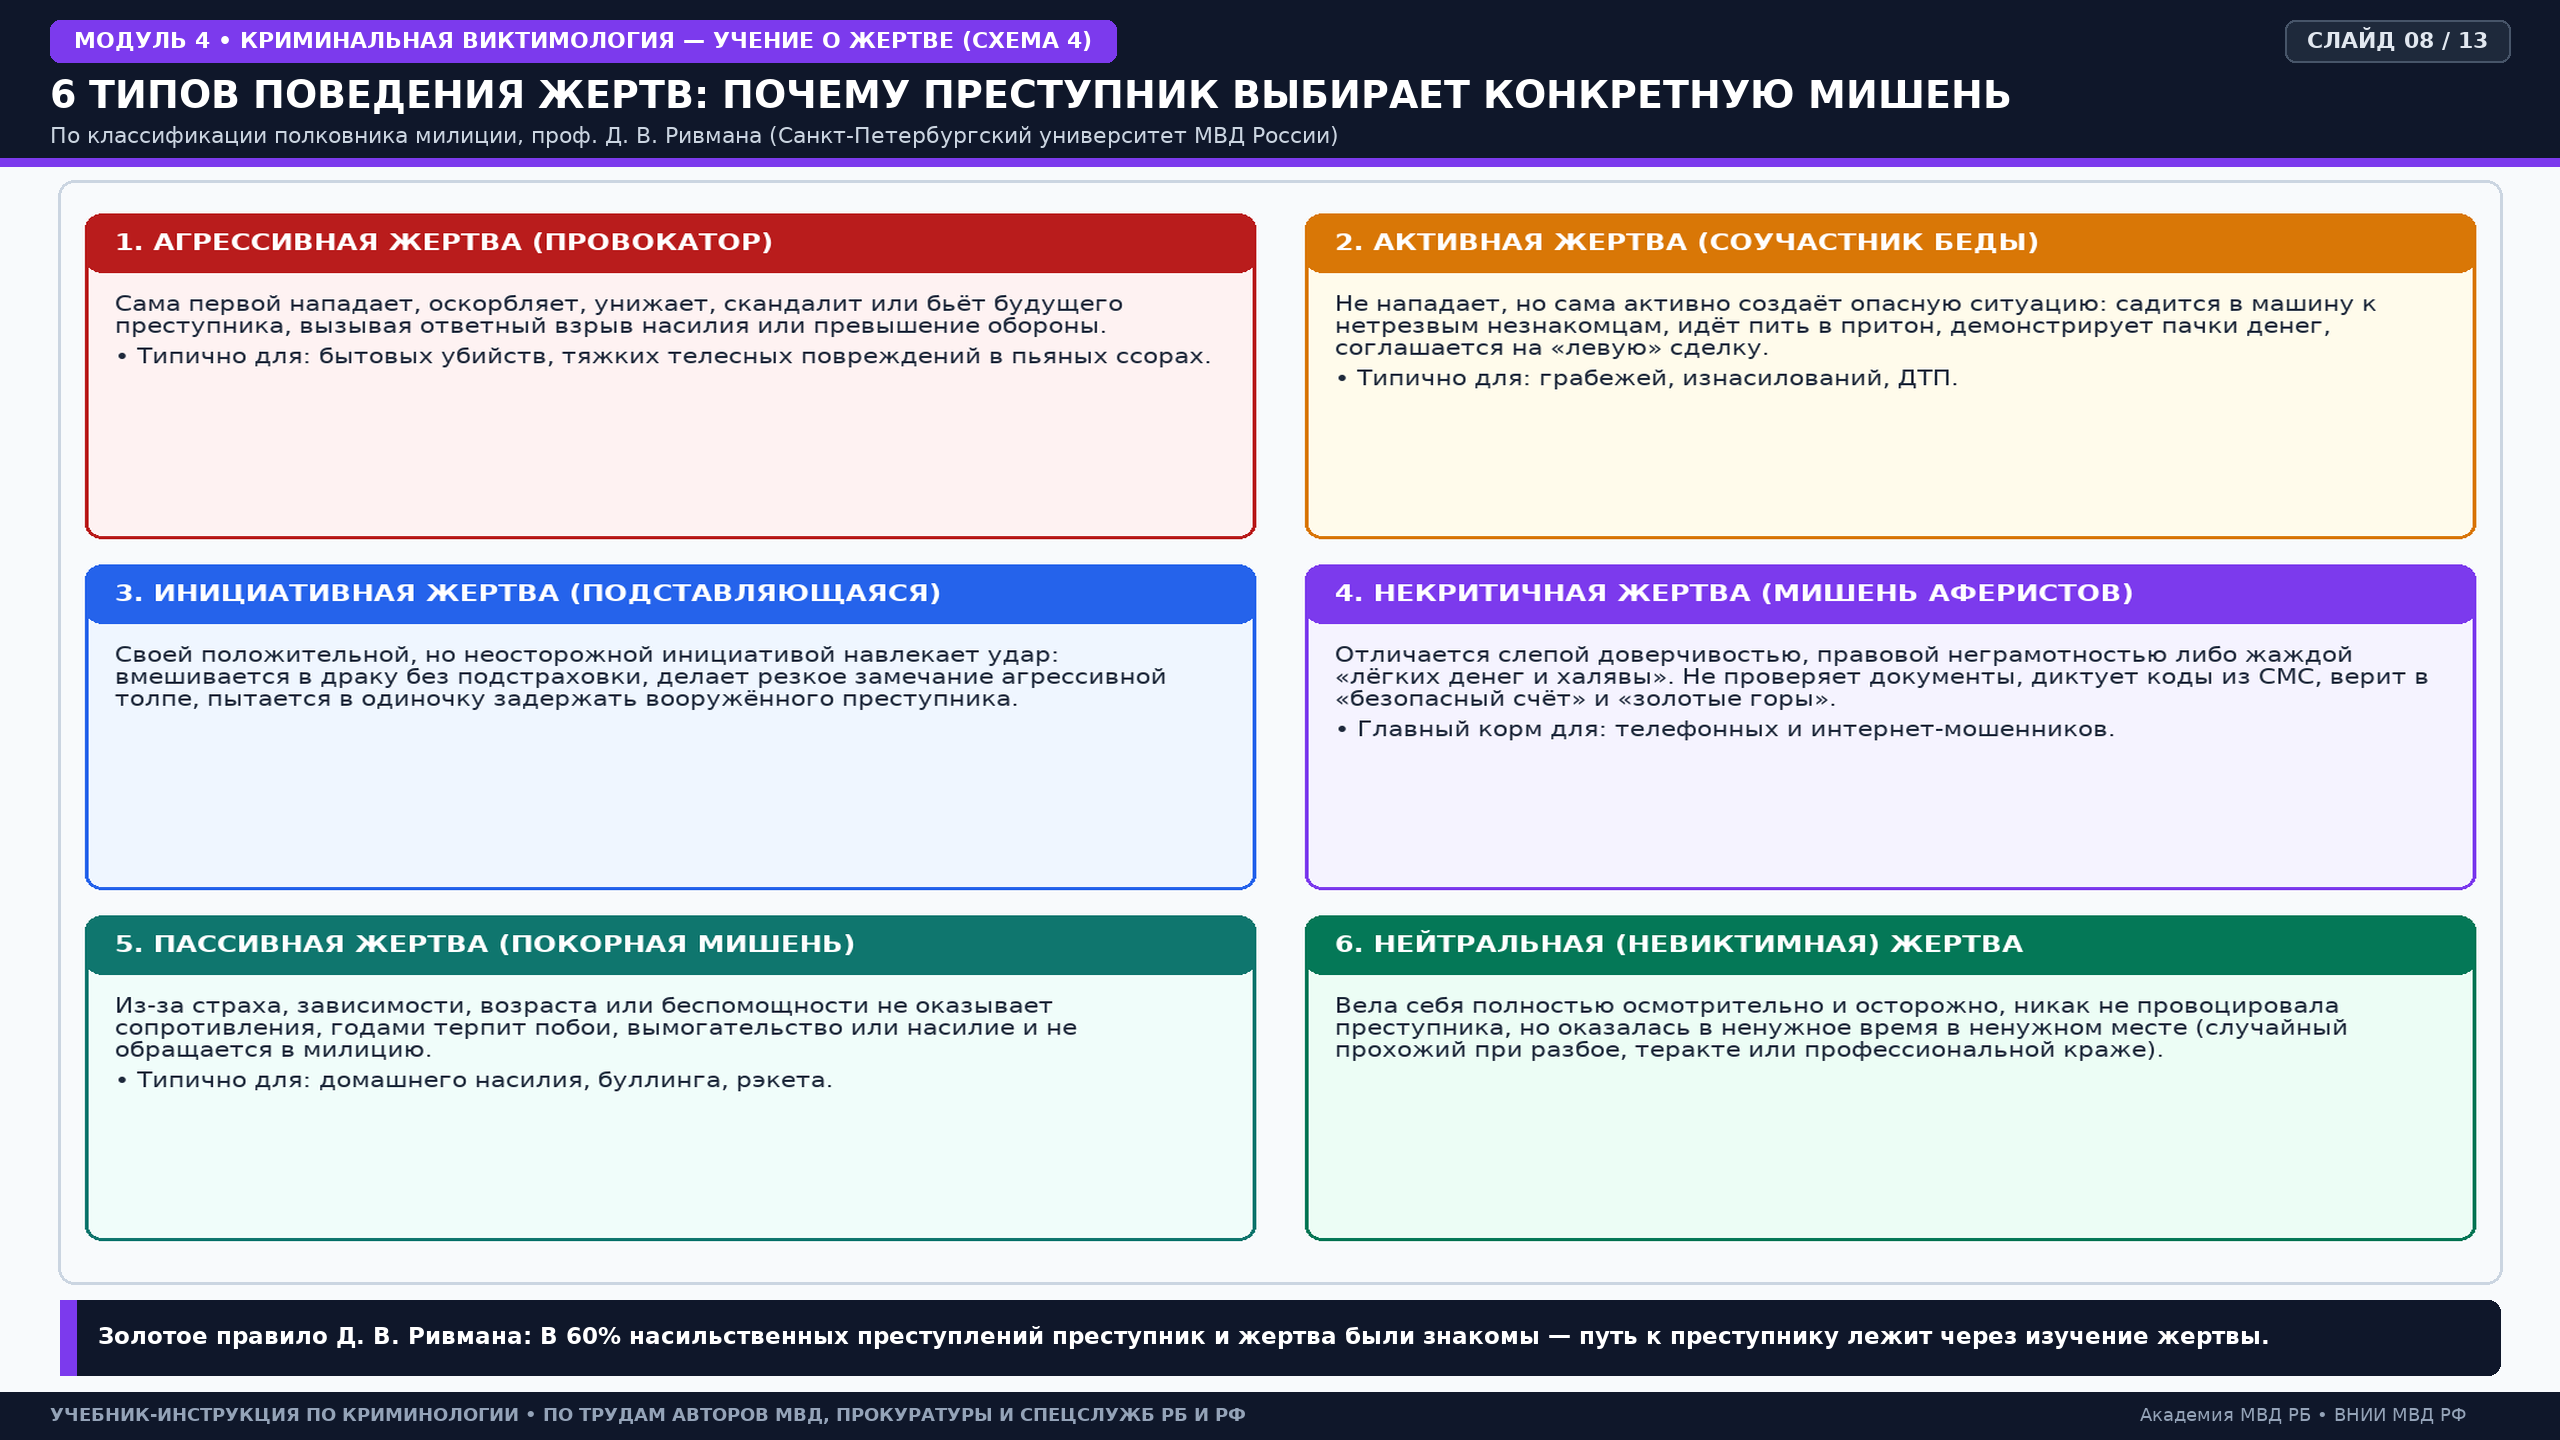 МОДУЛЬ 4 • КРИМИНАЛЬНАЯ ВИКТИМОЛОГИЯ — УЧЕНИЕ О ЖЕРТВЕ (СХЕМА 4)
СЛАЙД 08 / 13
6 ТИПОВ ПОВЕДЕНИЯ ЖЕРТВ: ПОЧЕМУ ПРЕСТУПНИК ВЫБИРАЕТ КОНКРЕТНУЮ МИШЕНЬ
По классификации полковника милиции, проф. Д. В. Ривмана (Санкт-Петербургский университет МВД России)
1. АГРЕССИВНАЯ ЖЕРТВА (ПРОВОКАТОР)
Сама первой нападает, оскорбляет, унижает, скандалит или бьёт будущего
преступника, вызывая ответный взрыв насилия или превышение обороны.
• Типично для: бытовых убийств, тяжких телесных повреждений в пьяных ссорах.
2. АКТИВНАЯ ЖЕРТВА (СОУЧАСТНИК БЕДЫ)
Не нападает, но сама активно создаёт опасную ситуацию: садится в машину к
нетрезвым незнакомцам, идёт пить в притон, демонстрирует пачки денег,
соглашается на «левую» сделку.
• Типично для: грабежей, изнасилований, ДТП.
3. ИНИЦИАТИВНАЯ ЖЕРТВА (ПОДСТАВЛЯЮЩАЯСЯ)
Своей положительной, но неосторожной инициативой навлекает удар:
вмешивается в драку без подстраховки, делает резкое замечание агрессивной
толпе, пытается в одиночку задержать вооружённого преступника.
4. НЕКРИТИЧНАЯ ЖЕРТВА (МИШЕНЬ АФЕРИСТОВ)
Отличается слепой доверчивостью, правовой неграмотностью либо жаждой
«лёгких денег и халявы». Не проверяет документы, диктует коды из СМС, верит в
«безопасный счёт» и «золотые горы».
• Главный корм для: телефонных и интернет-мошенников.
5. ПАССИВНАЯ ЖЕРТВА (ПОКОРНАЯ МИШЕНЬ)
Из-за страха, зависимости, возраста или беспомощности не оказывает
сопротивления, годами терпит побои, вымогательство или насилие и не
обращается в милицию.
• Типично для: домашнего насилия, буллинга, рэкета.
6. НЕЙТРАЛЬНАЯ (НЕВИКТИМНАЯ) ЖЕРТВА
Вела себя полностью осмотрительно и осторожно, никак не провоцировала
преступника, но оказалась в ненужное время в ненужном месте (случайный
прохожий при разбое, теракте или профессиональной краже).
Золотое правило Д. В. Ривмана: В 60% насильственных преступлений преступник и жертва были знакомы — путь к преступнику лежит через изучение жертвы.
УЧЕБНИК-ИНСТРУКЦИЯ ПО КРИМИНОЛОГИИ • ПО ТРУДАМ АВТОРОВ МВД, ПРОКУРАТУРЫ И СПЕЦСЛУЖБ РБ И РФ
Академия МВД РБ • ВНИИ МВД РФ